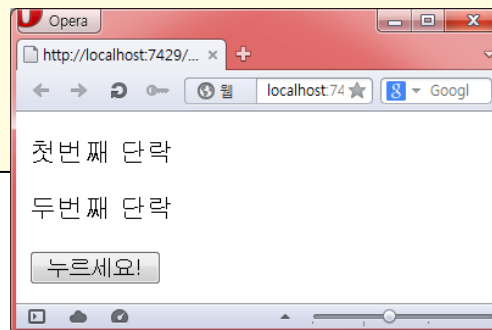 Opera
http://localhost:7429/...
웹 localhost:74 Googl
첫번째 단락
두번째 단락
누르세요!